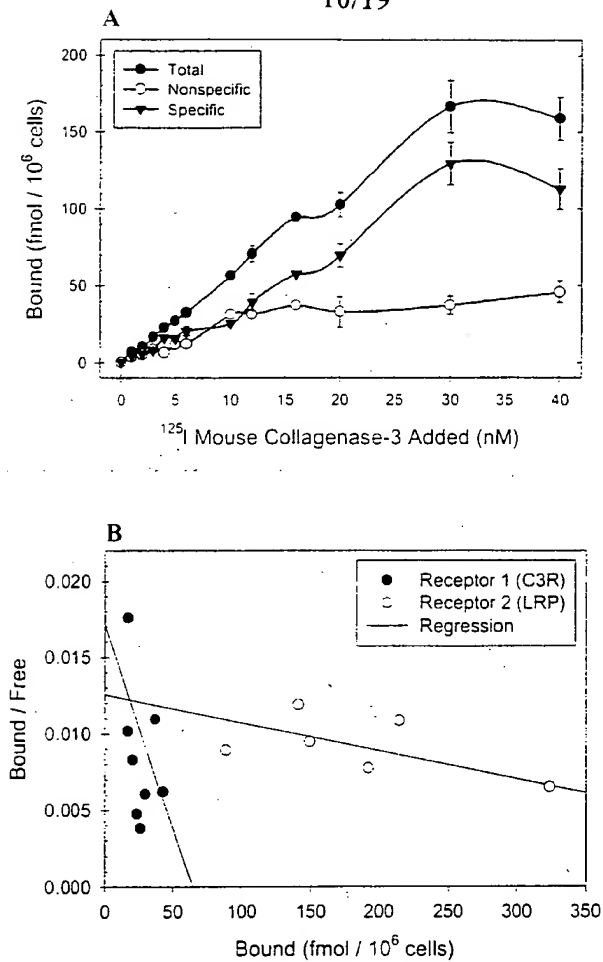 10/19
A
Total
Nonspecific
Specific
200
150
100
50
0
Bound (fmol / 10⁶ cells)
0 5 10 15 20 25 30 35 40
¹²⁵I Mouse Collagenase-3 Added (nM)
B
Receptor 1 (C3R)
Receptor 2 (LRP)
Regression
0.020
0.015
0.010
0.005
0.000
Bound / Free
0 50 100 150 200 250 300 350
Bound (fmol / 10⁶ cells)